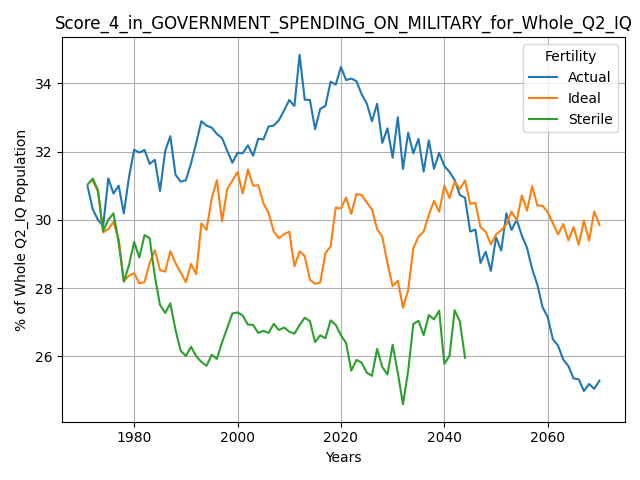 Score_4_in_GOVERNMENT_SPENDING_ON_MILITARY_for_Whole_Q2_IQ
Fertility
Actual
Ideal
Sterile
% of Whole Q2_IQ Population
34
32
30
28
26
1980
2000
2020
2040
2060
Years